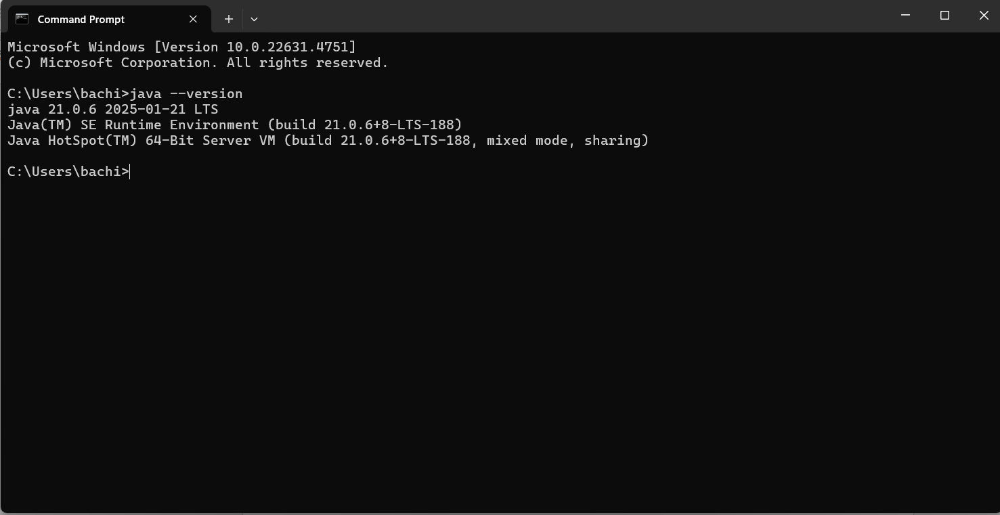 Command Prompt
Microsoft Windows [Version 10.0.22631.4751]
(c) Microsoft Corporation. All rights reserved.
C:\Users\bachi>java --version
java 21.0.6 2025-01-21 LTS
Java(TM) SE Runtime Environment (build 21.0.6+8-LTS-188)
Java HotSpot(TM) 64-Bit Server VM (build 21.0.6+8-LTS-188, mixed mode, sharing)
C:\Users\bachi>